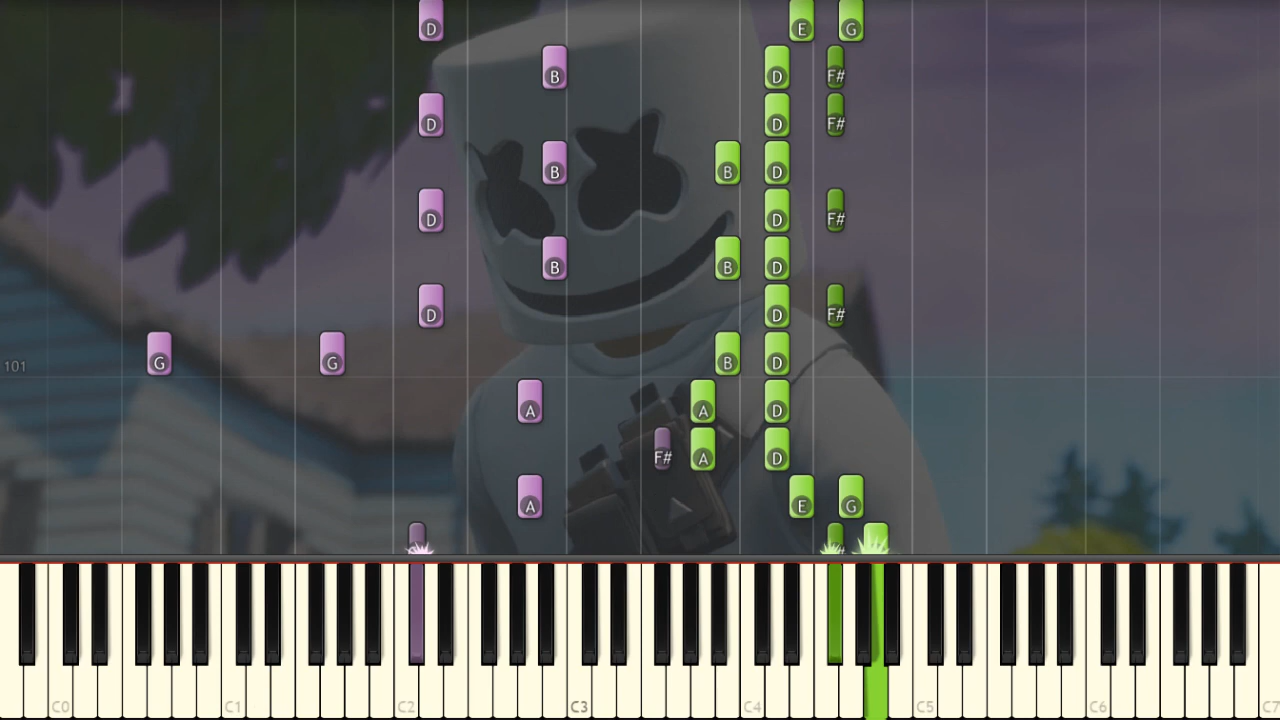 D E G
B D F#
D D F#
B B D
D D F#
B B D
D D F#
101 G G B D
A A D
F# A D
A E G
C0 C1 C2 C3 C4 C5 C6 C7